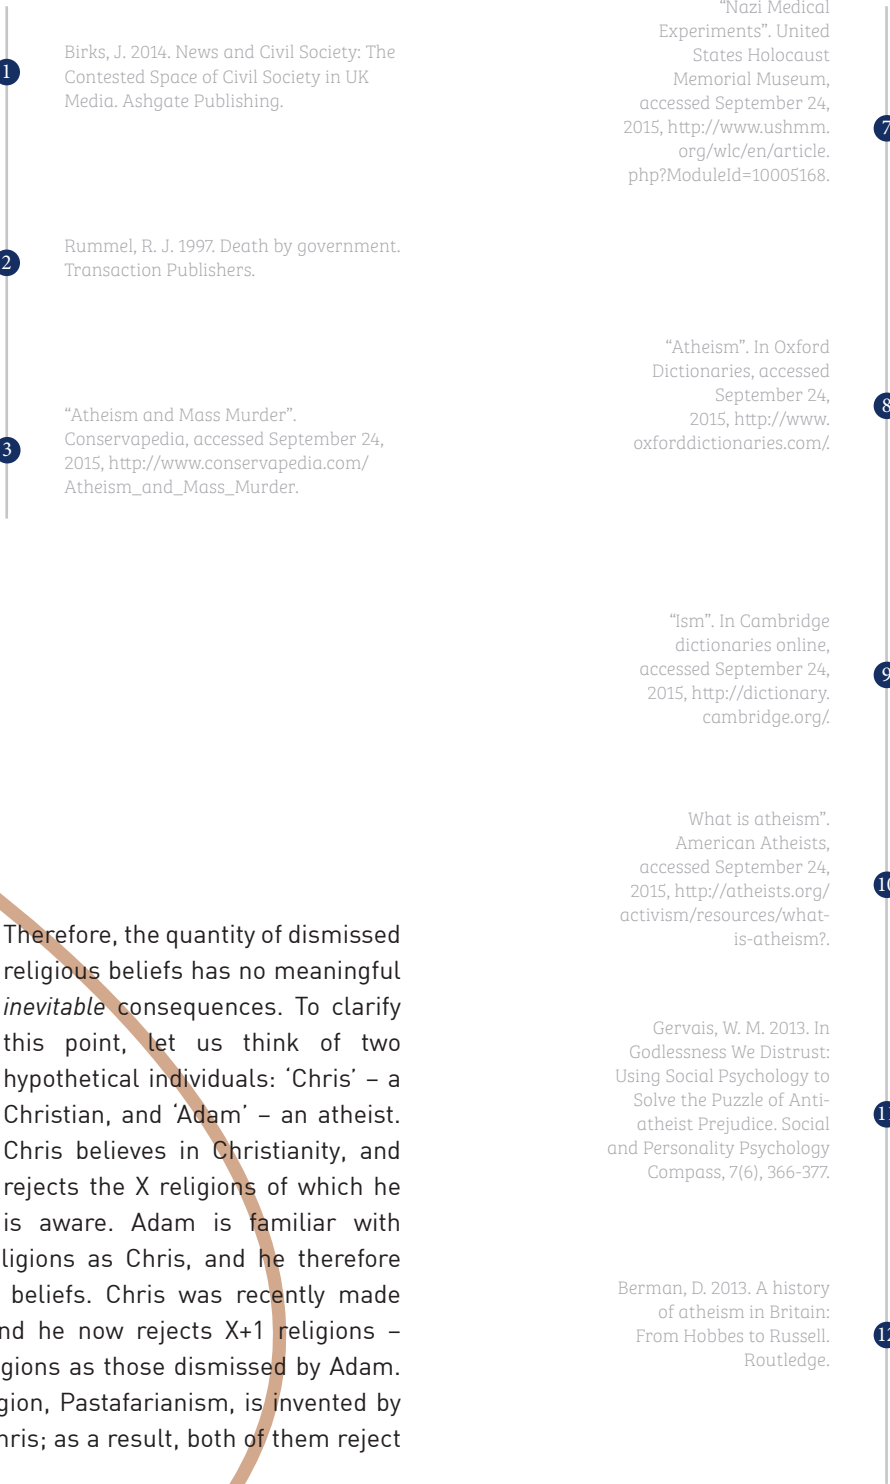 1
Birks, J. 2014. News and Civil Society: The
Contested Space of Civil Society in UK
Media. Ashgate Publishing.
2
Rummel, R. J. 1997. Death by government.
Transaction Publishers.
3
“Atheism and Mass Murder”.
Conservapedia, accessed September 24,
2015, http://www.conservapedia.com/
Atheism_and_Mass_Murder.
Therefore, the quantity of dismissed
religious beliefs has no meaningful
inevitable consequences. To clarify
this point, let us think of two
hypothetical individuals: ‘Chris’ – a
Christian, and ‘Adam’ – an atheist.
Chris believes in Christianity, and
rejects the X religions of which he
is aware. Adam is familiar with
ligions as Chris, and he therefore
beliefs. Chris was recently made
nd he now rejects X+1 religions –
gions as those dismissed by Adam.
gion, Pastafarianism, is invented by
hris; as a result, both of them reject
“Nazi Medical
Experiments”. United
States Holocaust
Memorial Museum,
accessed September 24,
2015, http://www.ushmm.
org/wlc/en/article.
php?ModuleId=10005168.
7
“Atheism”. In Oxford
Dictionaries, accessed
September 24,
2015, http://www.
oxforddictionaries.com/.
8
“Ism”. In Cambridge
dictionaries online,
accessed September 24,
2015, http://dictionary.
cambridge.org/.
9
What is atheism”.
American Atheists,
accessed September 24,
2015, http://atheists.org/
activism/resources/what-
is-atheism?.
10
Gervais, W. M. 2013. In
Godlessness We Distrust:
Using Social Psychology to
Solve the Puzzle of Anti-
atheist Prejudice. Social
and Personality Psychology
Compass, 7(6), 366-377.
11
Berman, D. 2013. A history
of atheism in Britain:
From Hobbes to Russell.
Routledge.
12